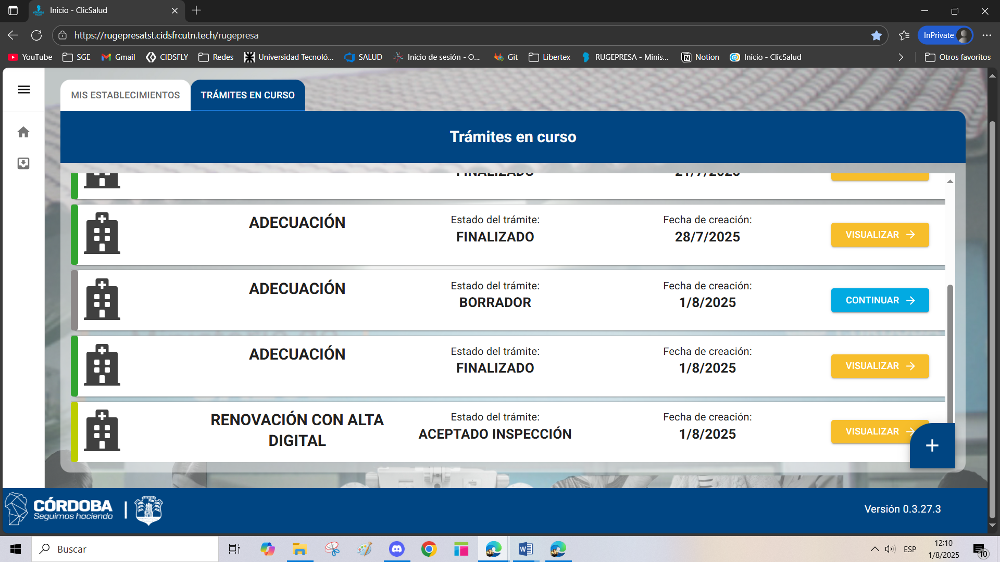 Inicio - ClicSalud
https://rugepresatst.cidsfrcutn.tech/rugepresa
InPrivate
YouTube
SGE
Gmail
CIDSFLY
Redes
Universidad Tecnoló...
SALUD
Inicio de sesión - O...
Git
Libertex
RUGEPRESA - Minis...
Notion
Inicio - ClicSalud
Otros favoritos
MIS ESTABLECIMIENTOS
TRÁMITES EN CURSO
Trámites en curso
FINALIZADO
21/7/2025
ADECUACIÓN
Estado del trámite:
FINALIZADO
Fecha de creación:
28/7/2025
VISUALIZAR
ADECUACIÓN
Estado del trámite:
BORRADOR
Fecha de creación:
1/8/2025
CONTINUAR
ADECUACIÓN
Estado del trámite:
FINALIZADO
Fecha de creación:
1/8/2025
VISUALIZAR
RENOVACIÓN CON ALTA
DIGITAL
Estado del trámite:
ACEPTADO INSPECCIÓN
Fecha de creación:
1/8/2025
VISUALIZAR
CÓRDOBA
Seguimos haciendo
Versión 0.3.27.3
Buscar
ESP
12:10
1/8/2025
10